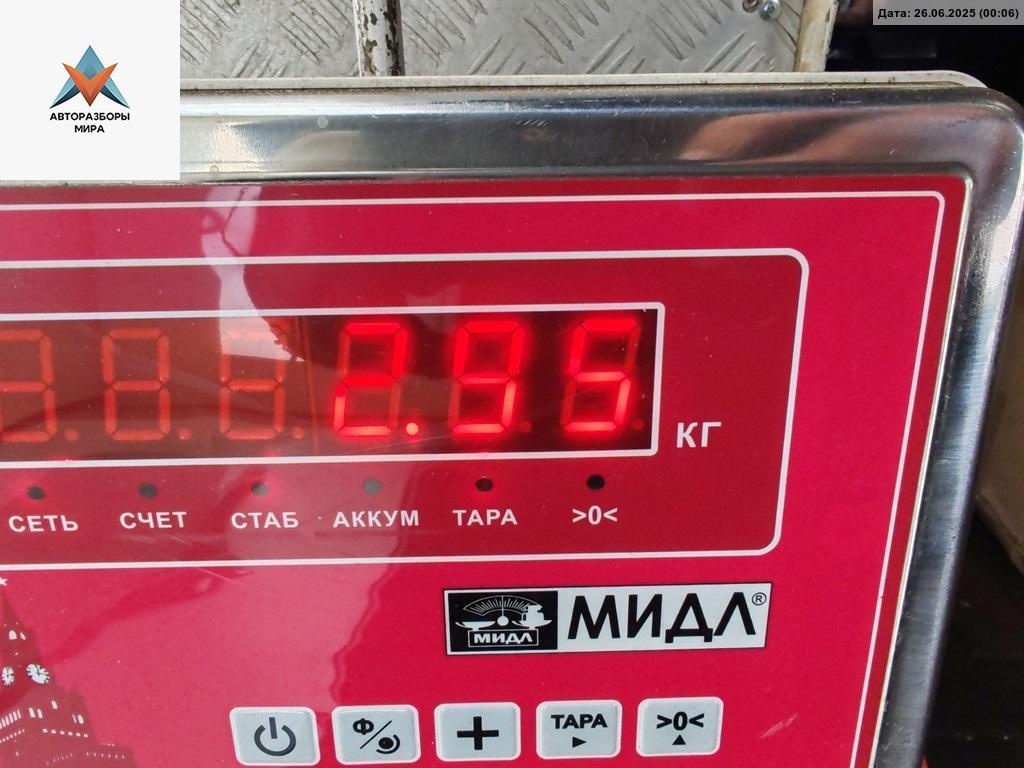 Дата: 26.06.2025 (00:06)
АВТОРАЗБОРЫ
МИРА
2.95
КГ
СЕТЬ СЧЕТ СТАБ АККУМ ТАРА >0<
МИДЛ МИДЛ®
Ф ТАРА >0<